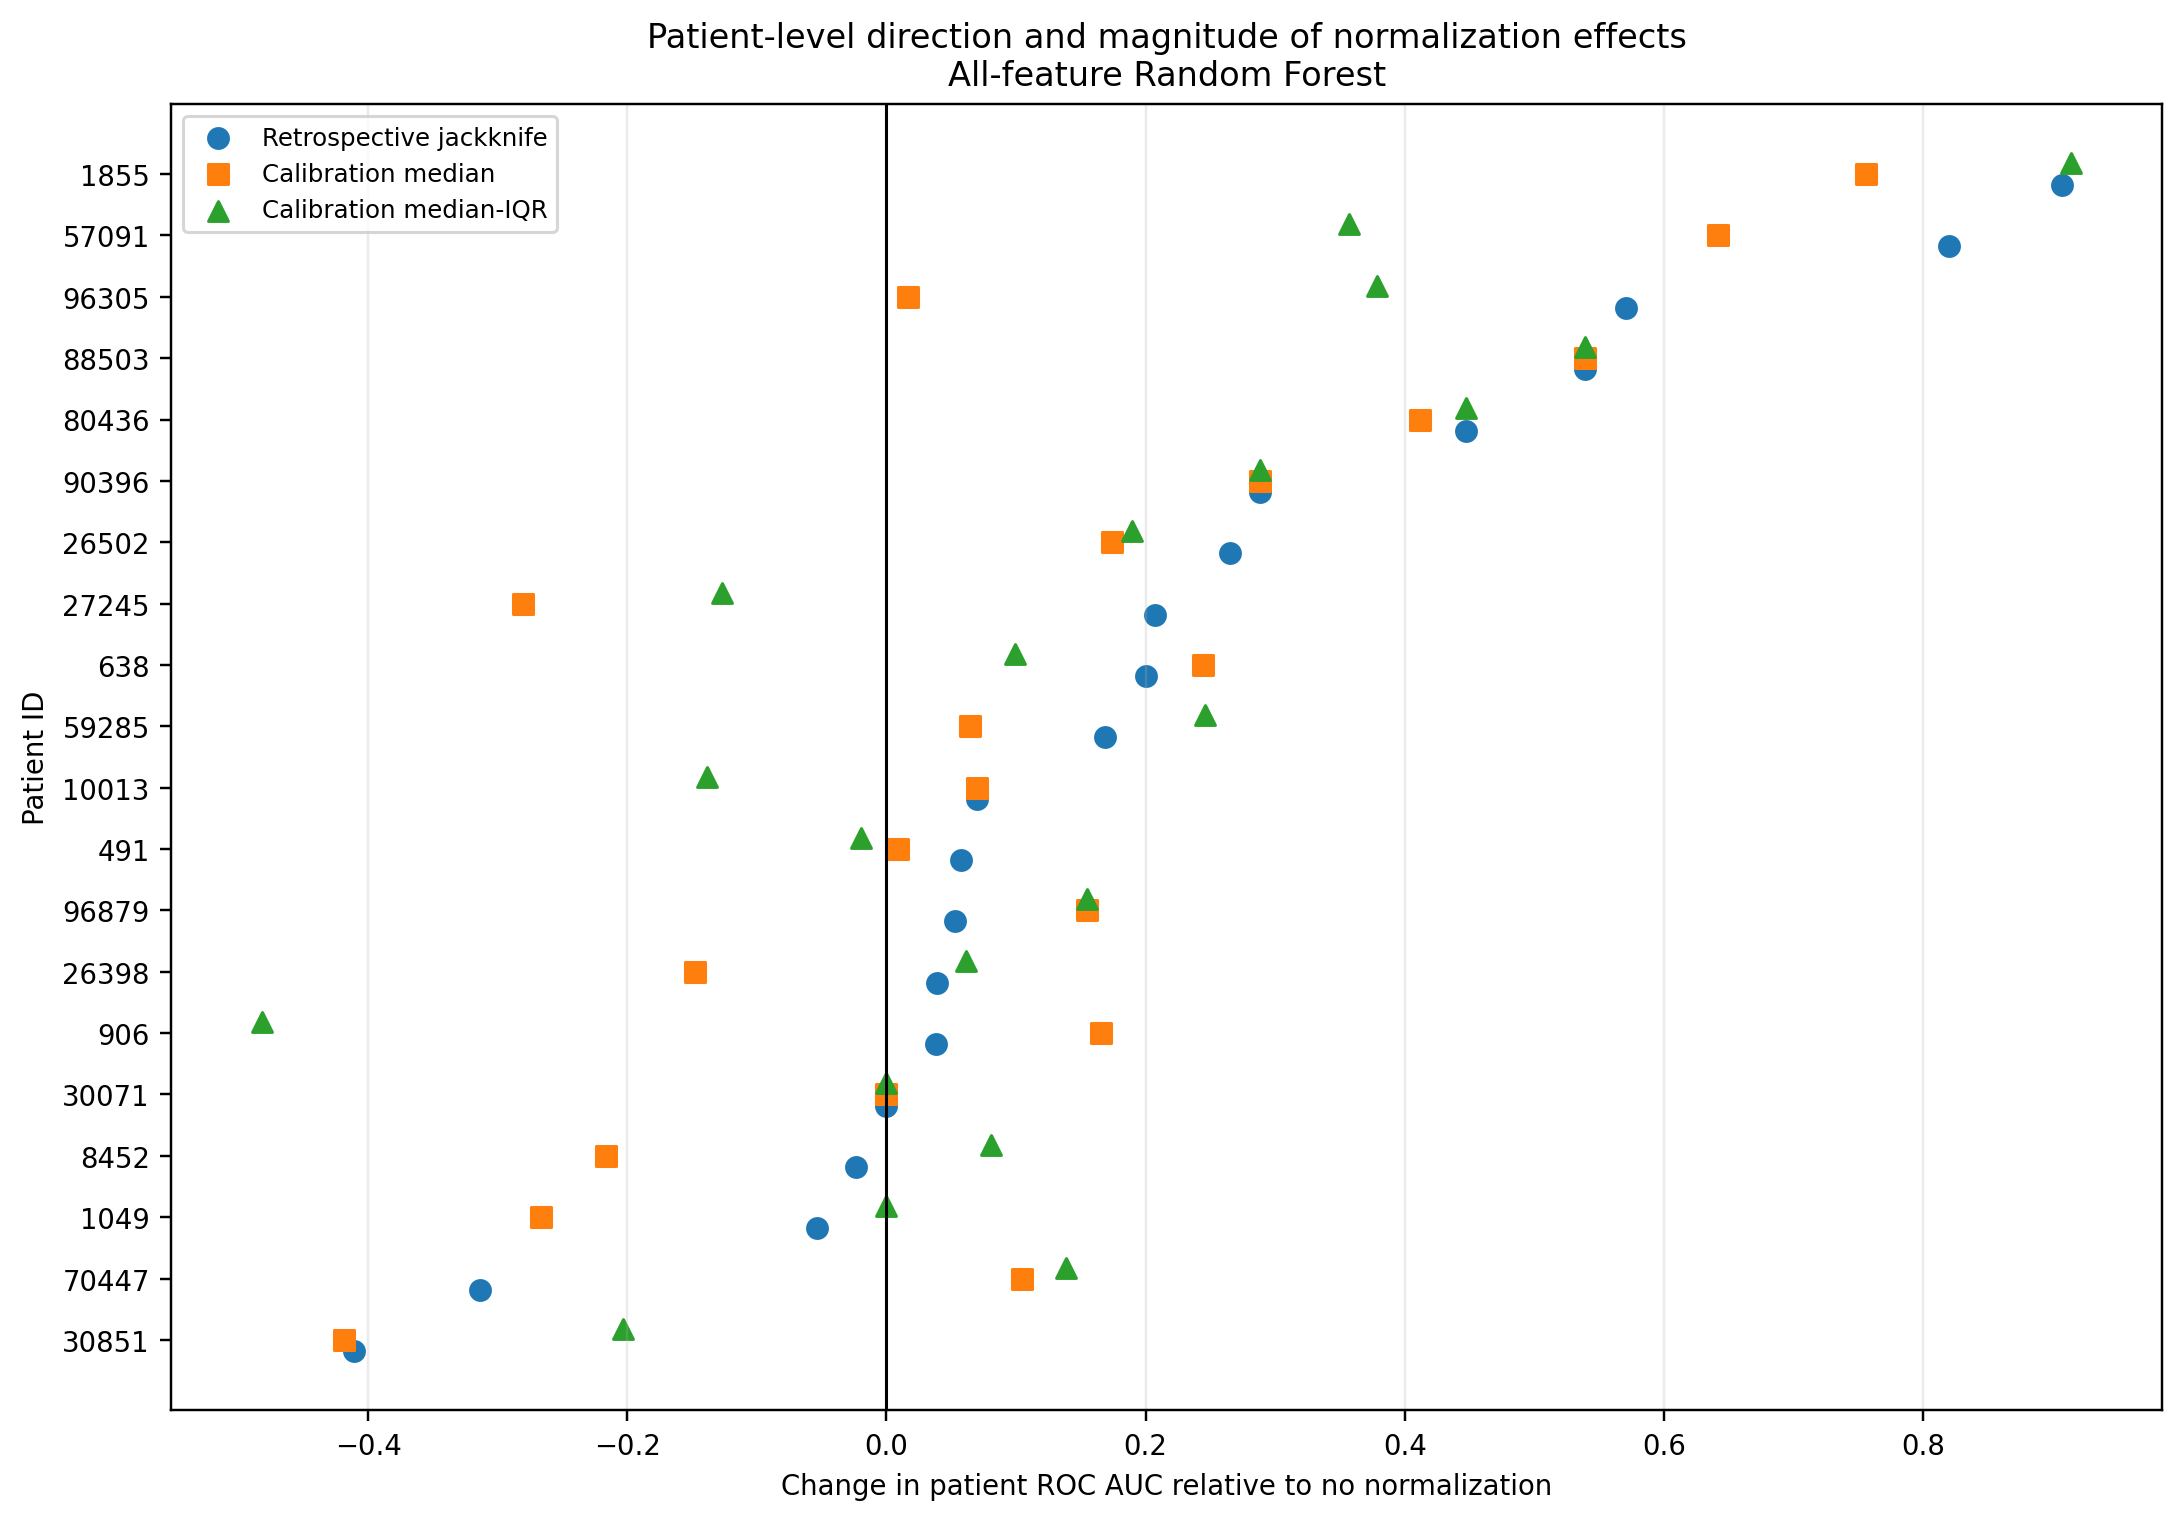 Patient-level direction and magnitude of normalization effects
All-feature Random Forest
Retrospective jackknife
Calibration median
Calibration median-IQR
1855
57091
96305
88503
80436
90396
26502
27245
638
59285
10013
491
96879
26398
906
30071
8452
1049
70447
30851
Patient ID
−0.4 −0.2 0.0 0.2 0.4 0.6 0.8
Change in patient ROC AUC relative to no normalization